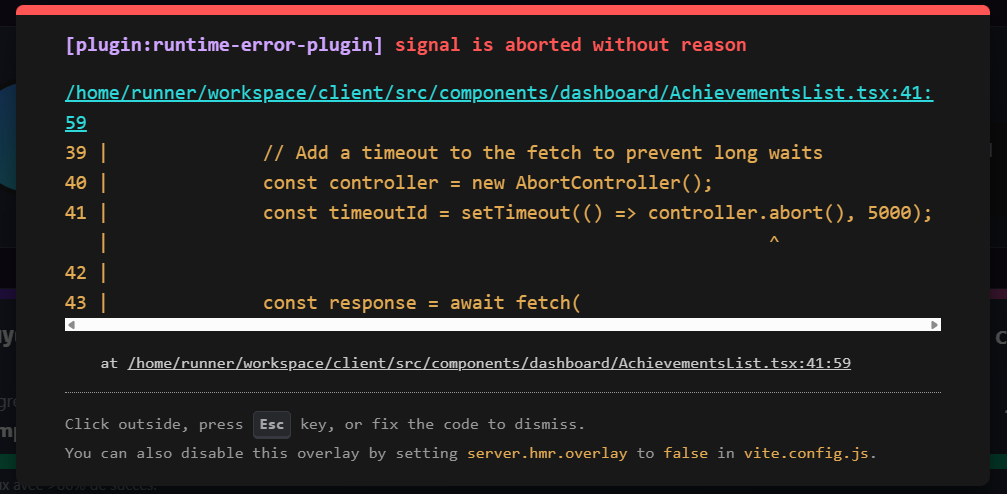 [plugin:runtime-error-plugin] signal is aborted without reason
/home/runner/workspace/client/src/components/dashboard/AchievementsList.tsx:41:
59
39 |              // Add a timeout to the fetch to prevent long waits
40 |              const controller = new AbortController();
41 |              const timeoutId = setTimeout(() => controller.abort(), 5000);
   |                                                            ^
42 |
43 |              const response = await fetch(
at /home/runner/workspace/client/src/components/dashboard/AchievementsList.tsx:41:59
Click outside, press Esc key, or fix the code to dismiss.
You can also disable this overlay by setting server.hmr.overlay to false in vite.config.js.